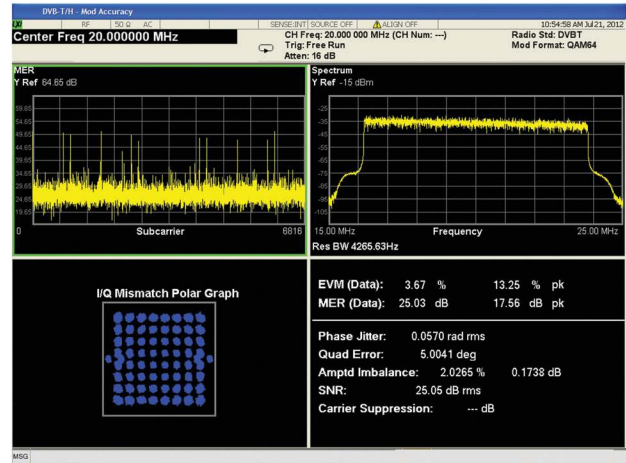 DVB-T/H - Mod Accuracy
LXI RF 50 Ω AC SENSE:INT SOURCE OFF ALIGN OFF 10:54:58 AM Jul 21, 2012
Center Freq 20.000000 MHz
CH Freq: 20.000 000 MHz (CH Num: ---)
Trig: Free Run
Atten: 16 dB
Radio Std: DVBT
Mod Format: QAM64
MER
Y Ref 64.65 dB
59.65
54.65
49.65
44.65
39.65
34.65
29.65
24.65
19.65
0 Subcarrier 6816
Spectrum
Y Ref -15 dBm
-25
-35
-45
-55
-65
-75
-85
-95
-105
15.00 MHz Frequency 25.00 MHz
Res BW 4265.63Hz
I/Q Mismatch Polar Graph
EVM (Data): 3.67 % 13.25 % pk
MER (Data): 25.03 dB 17.56 dB pk
Phase Jitter: 0.0570 rad rms
Quad Error: 5.0041 deg
Amptd Imbalance: 2.0265 % 0.1738 dB
SNR: 25.05 dB rms
Carrier Suppression: --- dB
MSG